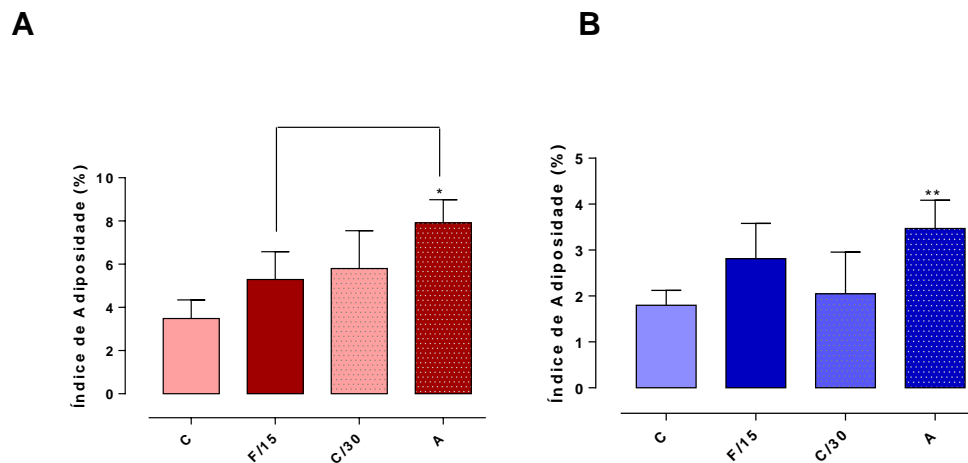 A
B
Índice de Adiposidade (%)
10
8
6
4
2
0
*
C
F/15
C/30
A
Índice de Adiposidade (%)
5
4
3
2
1
0
**
C
F/15
C/30
A